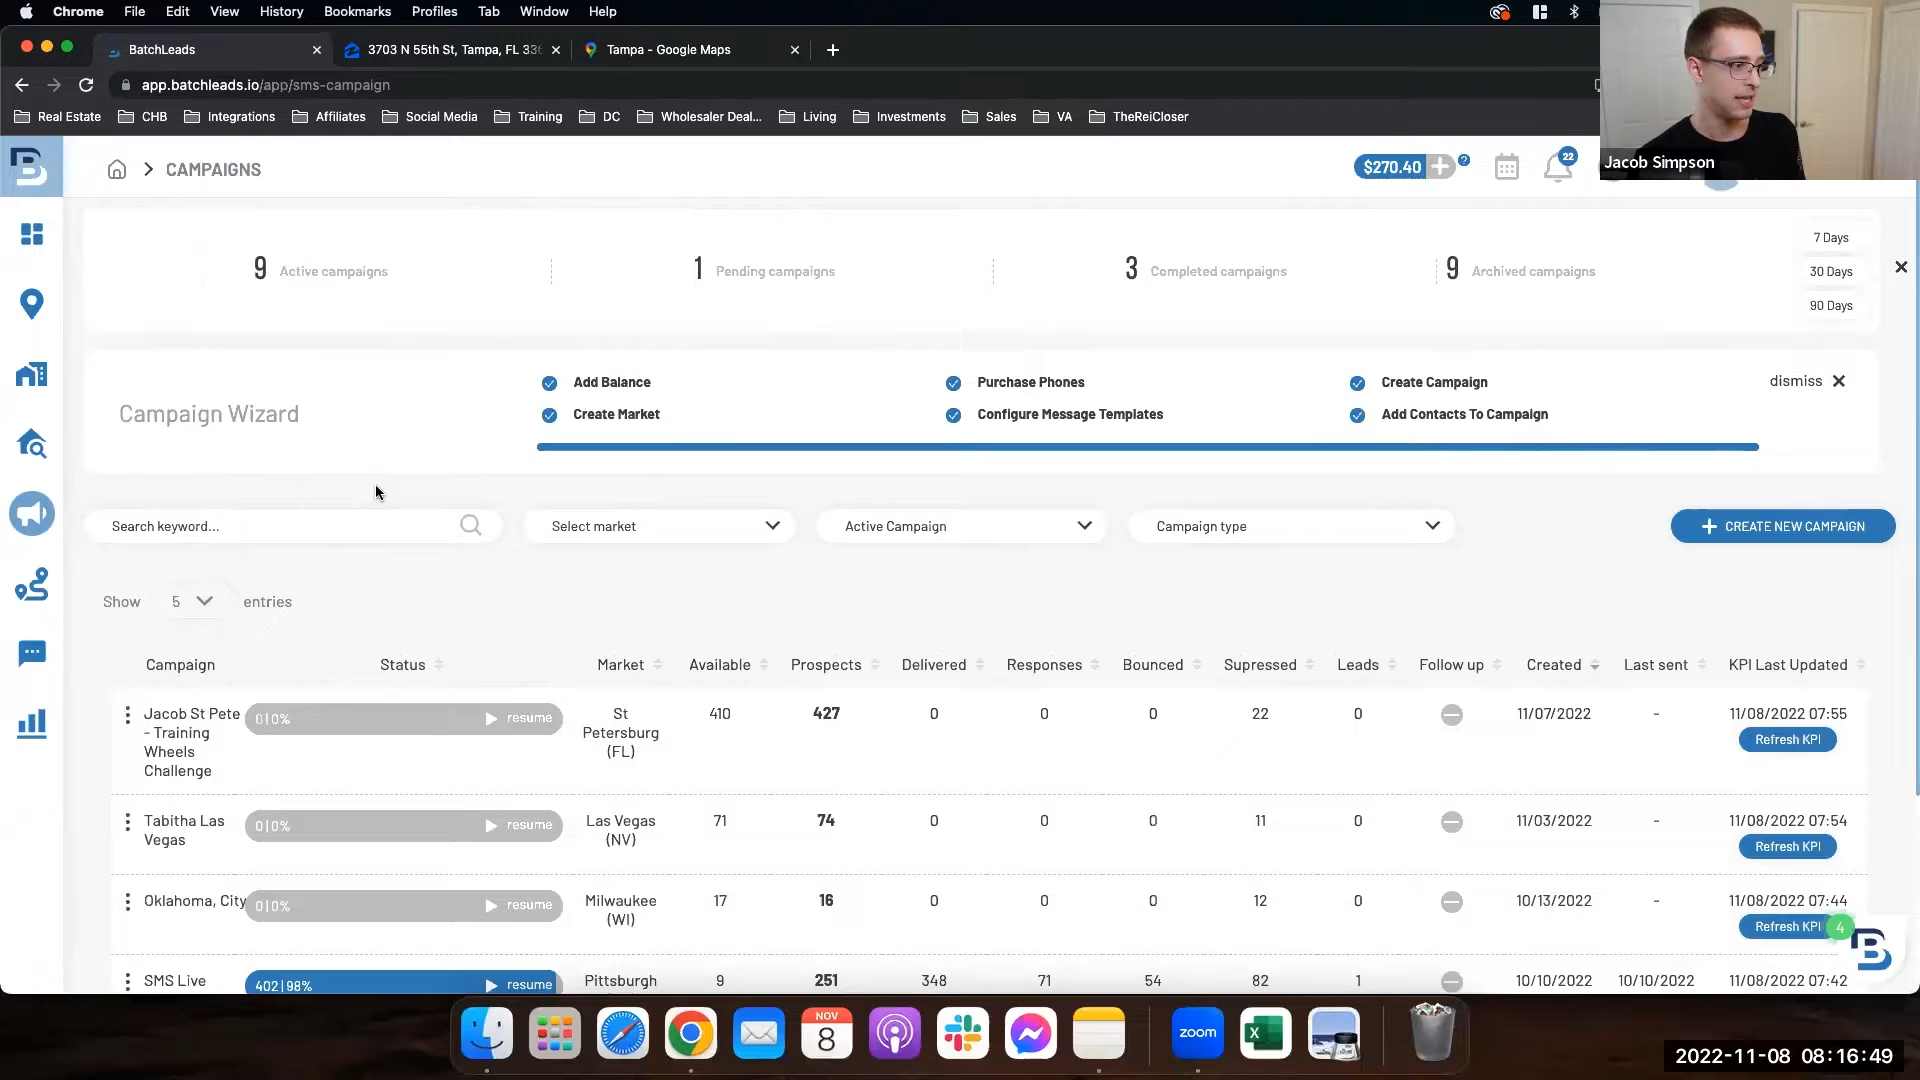 Chrome File Edit View History Bookmarks Profiles Tab Window Help
BatchLeads
3703 N 55th St, Tampa, FL 336
Tampa - Google Maps
app.batchleads.io/app/sms-campaign
Real Estate CHB Integrations Affiliates Social Media Training DC Wholesaler Deal... Living Investments Sales VA TheReiCloser
Jacob Simpson
CAMPAIGNS
$270.40 + ? 22
9 Active campaigns
1 Pending campaigns
3 Completed campaigns
9 Archived campaigns
7 Days
30 Days
90 Days
Campaign Wizard
Add Balance
Purchase Phones
Create Campaign
dismiss
Create Market
Configure Message Templates
Add Contacts To Campaign
Search keyword...
Select market
Active Campaign
Campaign type
+ CREATE NEW CAMPAIGN
Show 5 entries
Campaign Status Market Available Prospects Delivered Responses Bounced Supressed Leads Follow up Created Last sent KPI Last Updated
Jacob St Pete
- Training
Wheels
Challenge
0|0% resume
St
Petersburg
(FL)
410 427 0 0 0 22 0 11/07/2022 - 11/08/2022 07:55
Refresh KPI
Tabitha Las
Vegas
0|0% resume
Las Vegas
(NV)
71 74 0 0 0 11 0 11/03/2022 - 11/08/2022 07:54
Refresh KPI
Oklahoma, City
0|0% resume
Milwaukee
(WI)
17 16 0 0 0 12 0 10/13/2022 - 11/08/2022 07:44
Refresh KPI
4
SMS Live
402|98% resume
Pittsburgh
9 251 348 71 54 82 1 10/10/2022 10/10/2022 11/08/2022 07:42
NOV
8
zoom
X
2022-11-08 08:16:49